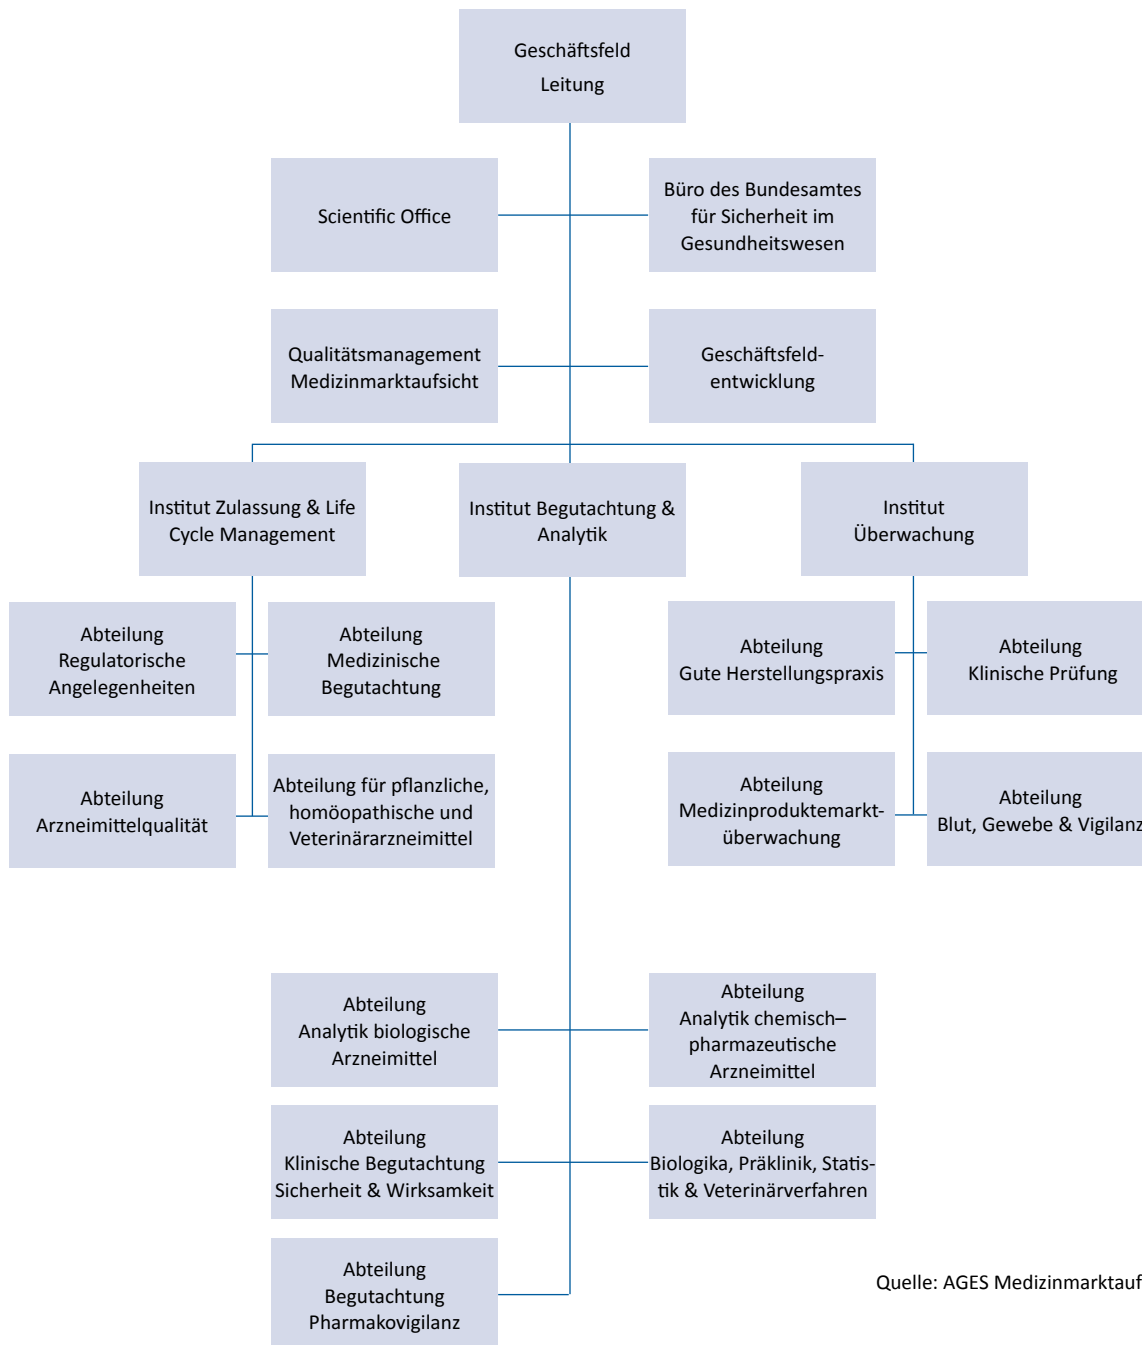 Geschäftsfeld
Leitung
Scientific Office
Büro des Bundesamtes
für Sicherheit im
Gesundheitswesen
Qualitätsmanagement
Medizinmarktaufsicht
Geschäftsfeld-
entwicklung
Institut Zulassung & Life
Cycle Management
Institut Begutachtung &
Analytik
Institut
Überwachung
Abteilung
Regulatorische
Angelegenheiten
Abteilung
Medizinische
Begutachtung
Abteilung
Gute Herstellungspraxis
Abteilung
Klinische Prüfung
Abteilung
Arzneimittelqualität
Abteilung für pflanzliche,
homöopathische und
Veterinärarzneimittel
Abteilung
Medizinproduktemarkt-
überwachung
Abteilung
Blut, Gewebe & Vigilanz
Abteilung
Analytik biologische
Arzneimittel
Abteilung
Analytik chemisch–
pharmazeutische
Arzneimittel
Abteilung
Klinische Begutachtung
Sicherheit & Wirksamkeit
Abteilung
Biologika, Präklinik, Statis-
tik & Veterinärverfahren
Abteilung
Begutachtung
Pharmakovigilanz
Quelle: AGES Medizinmarktauf